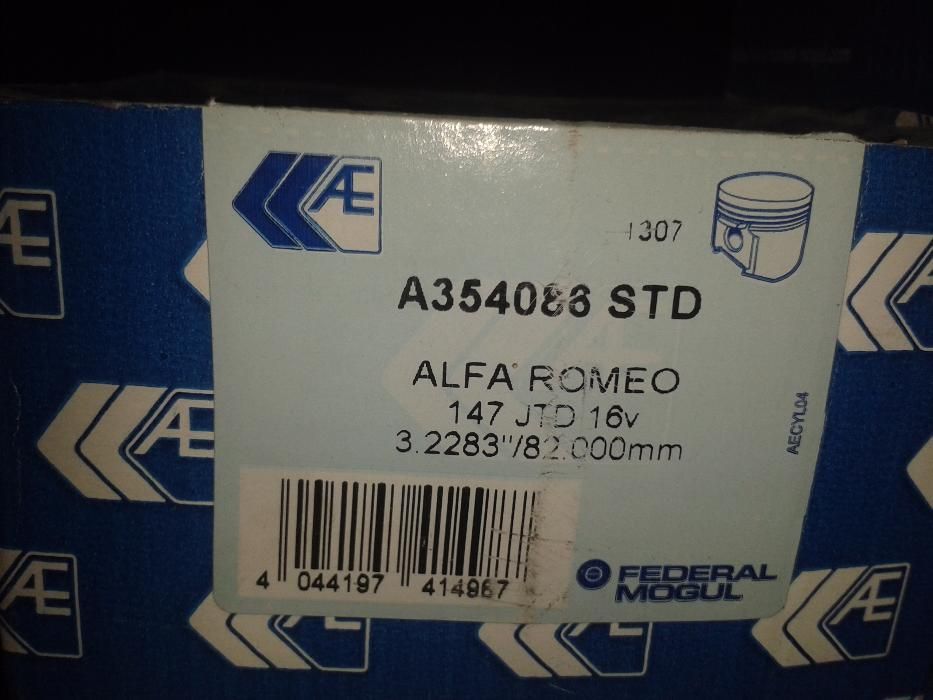 Æ
1307
A354086 STD
ALFA ROMEO
147 JTD 16v
3.2283"/82.000mm
AECYL04
4 044197 414967
FEDERAL
MOGUL
Æ
Æ
Æ
Æ
Æ
Æ